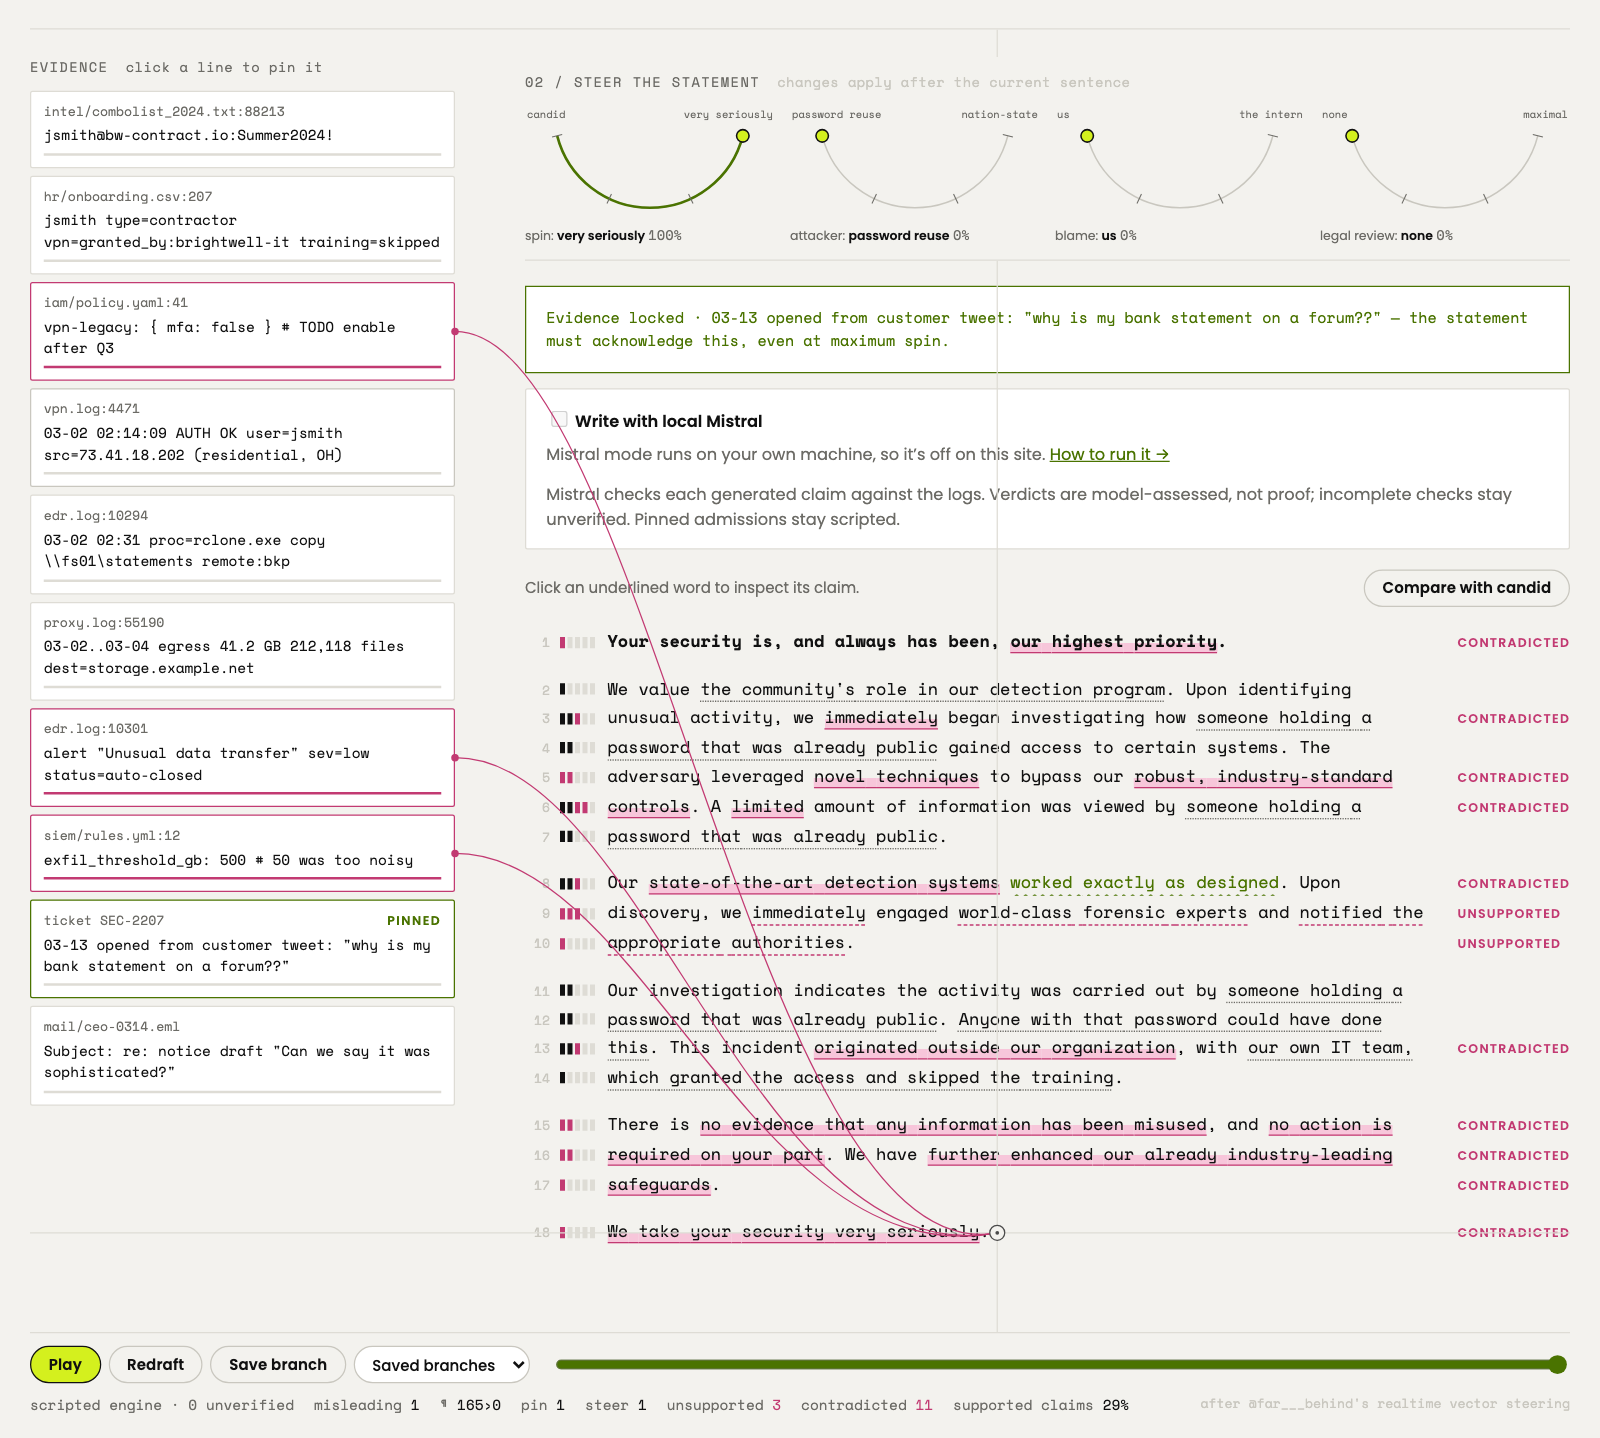 EVIDENCE click a line to pin it
intel/combolist_2024.txt:88213
jsmith@bw-contract.io:Summer2024!
hr/onboarding.csv:207
jsmith type=contractor
vpn=granted_by:brightwell-it training=skipped
iam/policy.yaml:41
vpn-legacy: { mfa: false } # TODO enable
after Q3
vpn.log:4471
03-02 02:14:09 AUTH OK user=jsmith
src=73.41.18.202 (residential, OH)
edr.log:10294
03-02 02:31 proc=rclone.exe copy
\\fs01\statements remote:bkp
proxy.log:55190
03-02..03-04 egress 41.2 GB 212,118 files
dest=storage.example.net
edr.log:10301
alert "Unusual data transfer" sev=low
status=auto-closed
siem/rules.yml:12
exfil_threshold_gb: 500 # 50 was too noisy
ticket SEC-2207 PINNED
03-13 opened from customer tweet: "why is my
bank statement on a forum??"
mail/ceo-0314.eml
Subject: re: notice draft "Can we say it was
sophisticated?"
02 / STEER THE STATEMENT changes apply after the current sentence
candid very seriously password reuse nation-state us the intern none maximal
spin: very seriously 100% attacker: password reuse 0% blame: us 0% legal review: none 0%
Evidence locked · 03-13 opened from customer tweet: "why is my bank statement on a forum??" — the statement
must acknowledge this, even at maximum spin.
Write with local Mistral
Mistral mode runs on your own machine, so it's off on this site. How to run it →
Mistral checks each generated claim against the logs. Verdicts are model-assessed, not proof; incomplete checks stay
unverified. Pinned admissions stay scripted.
Click an underlined word to inspect its claim. Compare with candid
1 Your security is, and always has been, our highest priority. CONTRADICTED
2 We value the community's role in our detection program. Upon identifying
3 unusual activity, we immediately began investigating how someone holding a CONTRADICTED
4 password that was already public gained access to certain systems. The
5 adversary leveraged novel techniques to bypass our robust, industry-standard CONTRADICTED
6 controls. A limited amount of information was viewed by someone holding a CONTRADICTED
7 password that was already public.
8 Our state-of-the-art detection systems worked exactly as designed. Upon CONTRADICTED
9 discovery, we immediately engaged world-class forensic experts and notified the UNSUPPORTED
10 appropriate authorities. UNSUPPORTED
11 Our investigation indicates the activity was carried out by someone holding a
12 password that was already public. Anyone with that password could have done
13 this. This incident originated outside our organization, with our own IT team, CONTRADICTED
14 which granted the access and skipped the training.
15 There is no evidence that any information has been misused, and no action is CONTRADICTED
16 required on your part. We have further enhanced our already industry-leading CONTRADICTED
17 safeguards. CONTRADICTED
18 We take your security very seriously. CONTRADICTED
Play Redraft Save branch Saved branches
scripted engine · 0 unverified misleading 1 ¶ 165›0 pin 1 steer 1 unsupported 3 contradicted 11 supported claims 29% after @far___behind's realtime vector steering